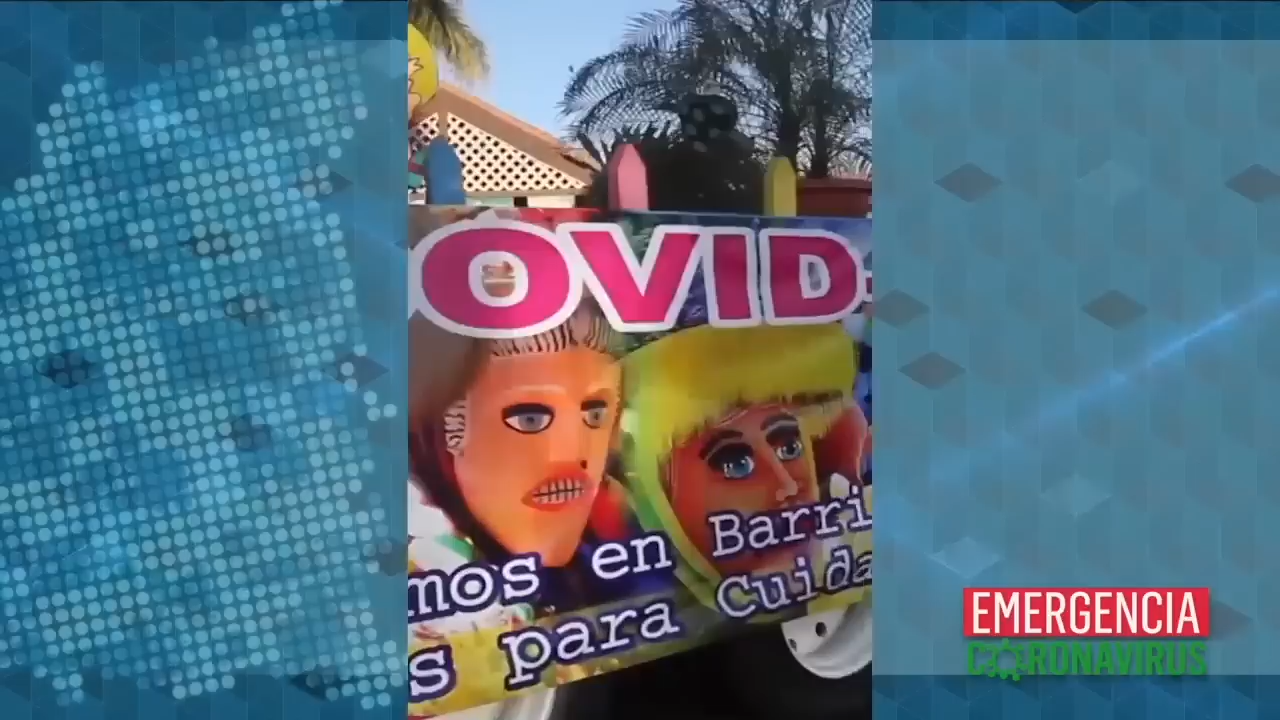 OVID-
mos en Barri
s para Cuida
EMERGENCIA
CORONAVIRUS